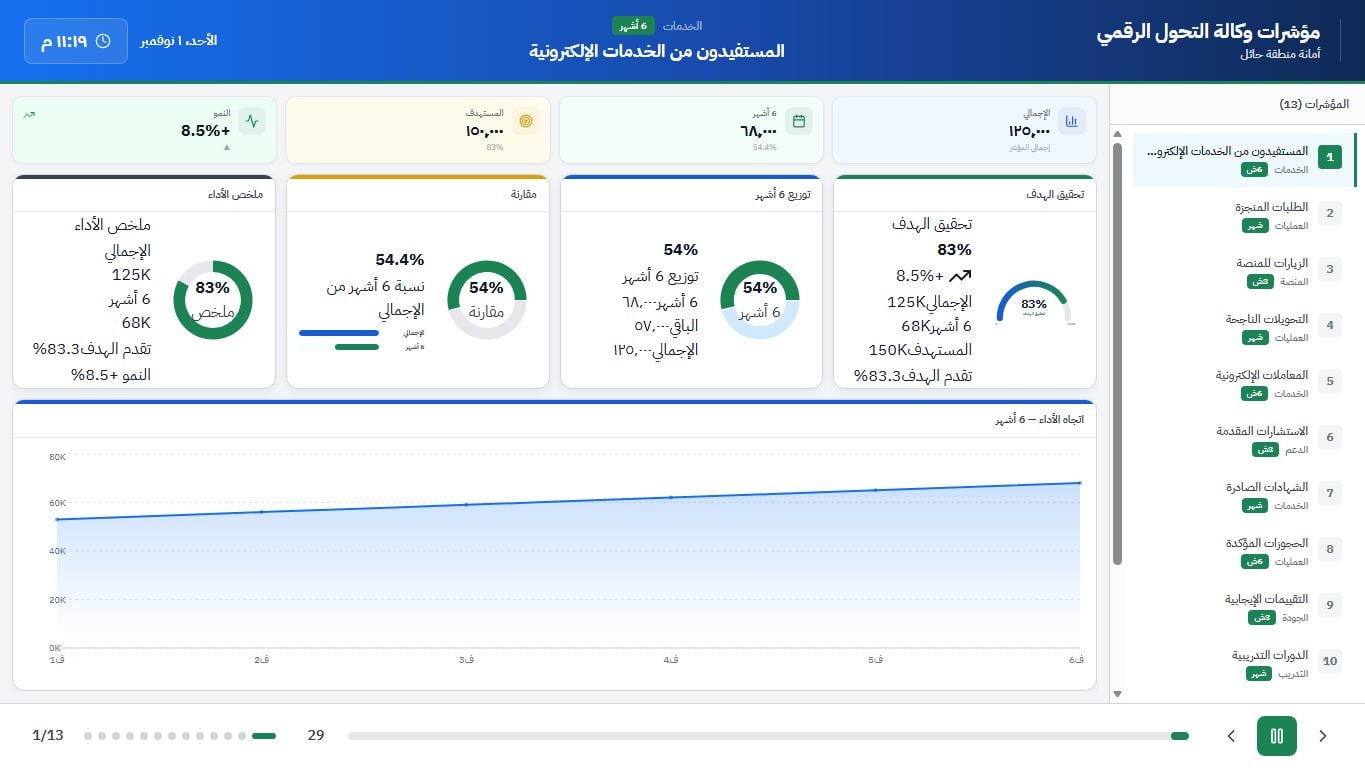 مؤشرات وكالة التحول الرقمي
أمانة منطقة حائل
الخدمات 6 أشهر
المستفيدون من الخدمات الإلكترونية
الأحد، ١ نوفمبر
١١:١٩ م
المؤشرات (13)
1 المستفيدون من الخدمات الإلكترو...
الخدمات 6ش
2 الطلبات المنجزة
العمليات شهر
3 الزيارات للمنصة
المنصة 3ش
4 التحويلات الناجحة
العمليات شهر
5 المعاملات الإلكترونية
الخدمات 6ش
6 الاستشارات المقدمة
الدعم 3ش
7 الشهادات الصادرة
الخدمات شهر
8 الحجوزات المؤكدة
العمليات 6ش
9 التقييمات الإيجابية
الجودة 3ش
10 الدورات التدريبية
التدريب شهر
الإجمالي
١٢٥,٠٠٠
إجمالي المؤشر
6 أشهر
٦٨,٠٠٠
54.4%
المستهدف
١٥٠,٠٠٠
83%
النمو
+8.5%
▲
تحقيق الهدف
83%
تحقيق الهدف
تحقيق الهدف
83%
+8.5%
الإجمالي125K
6 أشهر68K
المستهدف150K
تقدم الهدف83.3%
توزيع 6 أشهر
54%
6 أشهر
54%
توزيع 6 أشهر
6 أشهر٦٨,٠٠٠
الباقي٥٧,٠٠٠
الإجمالي١٢٥,٠٠٠
مقارنة
54%
مقارنة
54.4%
نسبة 6 أشهر من
الإجمالي
الإجمالي
6 أشهر
ملخص الأداء
83%
ملخص
ملخص الأداء
الإجمالي
125K
6 أشهر
68K
تقدم الهدف83.3%
النمو +8.5%
اتجاه الأداء — 6 أشهر
80K
60K
40K
20K
0K
ف1 ف2 ف3 ف4 ف5 ف6
29
1/13